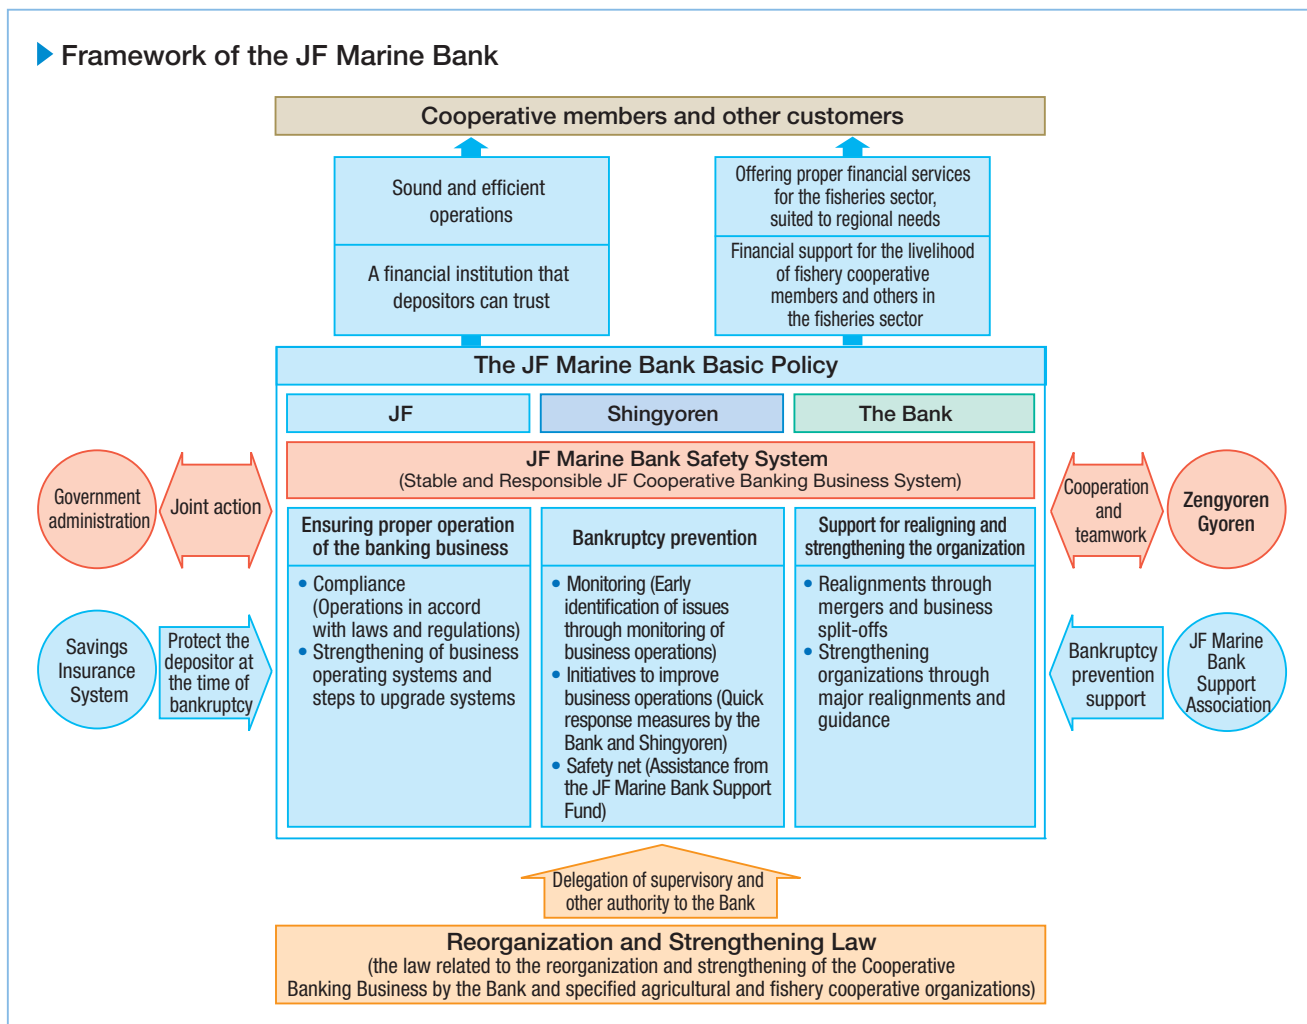 Framework of the JF Marine Bank
Cooperative members and other customers
Sound and efficient
operations
A financial institution that
depositors can trust
Offering proper financial services
for the fisheries sector,
suited to regional needs
Financial support for the livelihood
of fishery cooperative
members and others in
the fisheries sector
The JF Marine Bank Basic Policy
JF
Shingyoren
The Bank
JF Marine Bank Safety System
(Stable and Responsible JF Cooperative Banking Business System)
Government
administration
Joint action
Cooperation
and
teamwork
Zengyoren
Gyoren
Ensuring proper operation
of the banking business
• Compliance
(Operations in accord
with laws and regulations)
• Strengthening of business
operating systems and
steps to upgrade systems
Bankruptcy prevention
• Monitoring (Early
identification of issues
through monitoring of
business operations)
• Initiatives to improve
business operations (Quick
response measures by the
Bank and Shingyoren)
• Safety net (Assistance from
the JF Marine Bank Support
Fund)
Support for realigning and
strengthening the organization
• Realignments through
mergers and business
split-offs
• Strengthening
organizations through
major realignments and
guidance
Savings
Insurance
System
Protect the
depositor at
the time of
bankruptcy
Bankruptcy
prevention
support
JF Marine
Bank
Support
Association
Delegation of supervisory and
other authority to the Bank
Reorganization and Strengthening Law
(the law related to the reorganization and strengthening of the Cooperative
Banking Business by the Bank and specified agricultural and fishery cooperative organizations)